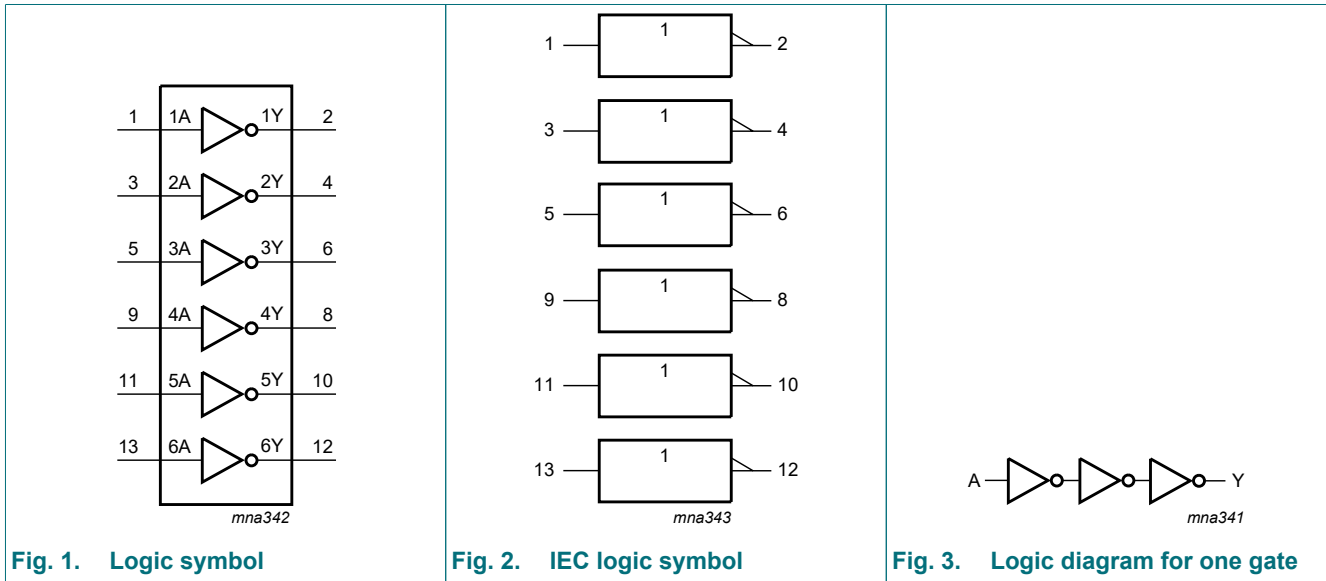 1 1A 1Y 2
3 2A 2Y 4
5 3A 3Y 6
9 4A 4Y 8
11 5A 5Y 10
13 6A 6Y 12
mna342
Fig. 1. Logic symbol
1 1 2
3 1 4
5 1 6
9 1 8
11 1 10
13 1 12
mna343
Fig. 2. IEC logic symbol
A Y
mna341
Fig. 3. Logic diagram for one gate